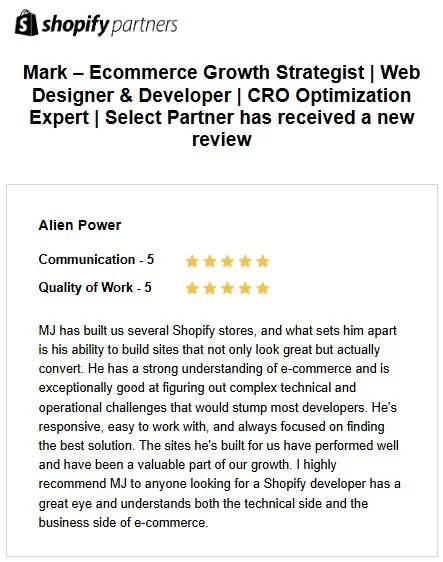 shopify partners
Mark – Ecommerce Growth Strategist | Web
Designer & Developer | CRO Optimization
Expert | Select Partner has received a new
review
Alien Power
Communication - 5
Quality of Work - 5
MJ has built us several Shopify stores, and what sets him apart
is his ability to build sites that not only look great but actually
convert. He has a strong understanding of e-commerce and is
exceptionally good at figuring out complex technical and
operational challenges that would stump most developers. He's
responsive, easy to work with, and always focused on finding
the best solution. The sites he's built for us have performed well
and have been a valuable part of our growth. I highly
recommend MJ to anyone looking for a Shopify developer has a
great eye and understands both the technical side and the
business side of e-commerce.